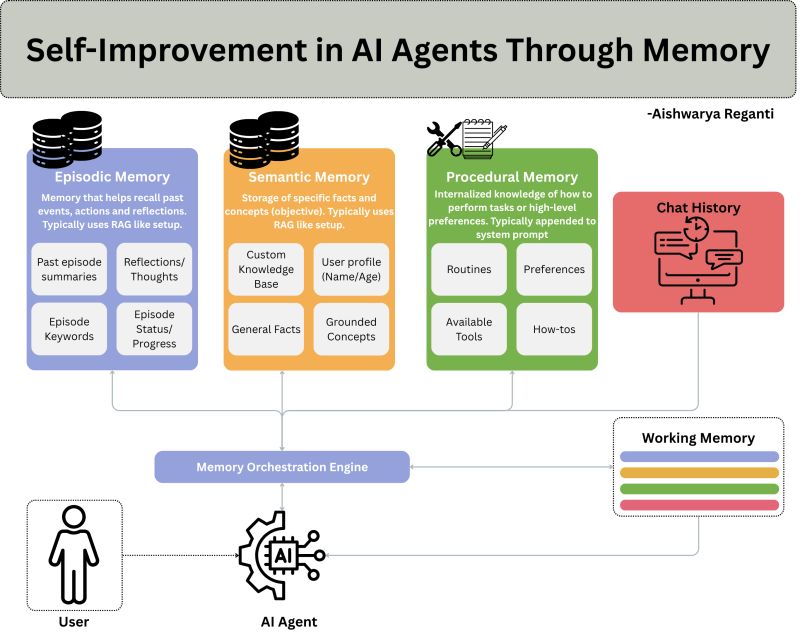 Self-Improvement in AI Agents Through Memory
-Aishwarya Reganti
Episodic Memory
Memory that helps recall past
events, actions and reflections.
Typically uses RAG like setup.
Past episode
summaries
Reflections/
Thoughts
Episode
Keywords
Episode
Status/
Progress
Semantic Memory
Storage of specific facts and
concepts (objective). Typically uses
RAG like setup.
Custom
Knowledge
Base
User profile
(Name/Age)
General Facts
Grounded
Concepts
Procedural Memory
Internalized knowledge of how to
perform tasks or high-level
preferences. Typically appended to
system prompt
Routines
Preferences
Available
Tools
How-tos
Chat History
Memory Orchestration Engine
Working Memory
AI
User
AI Agent